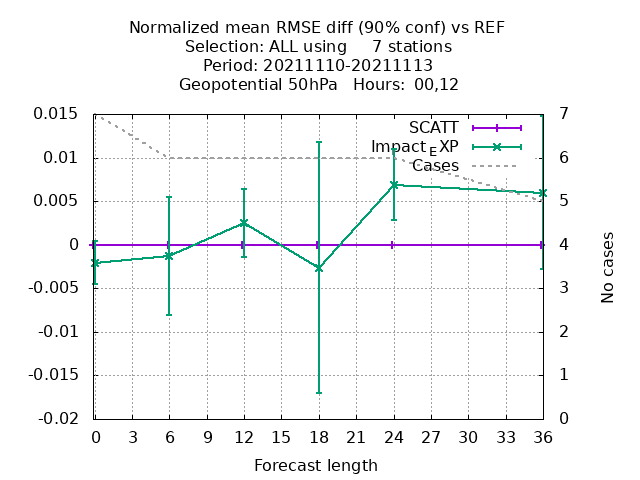 Normalized mean RMSE diff (90% conf) vs REF
Selection: ALL using     7 stations
Period: 20211110-20211113
Geopotential 50hPa   Hours: 00,12
0.015
0.01
0.005
0
-0.005
-0.01
-0.015
-0.02
SCATT
Impact_EXP
Cases
7
6
5
4
3
2
1
0
No cases
0 3 6 9 12 15 18 21 24 27 30 33 36
Forecast length